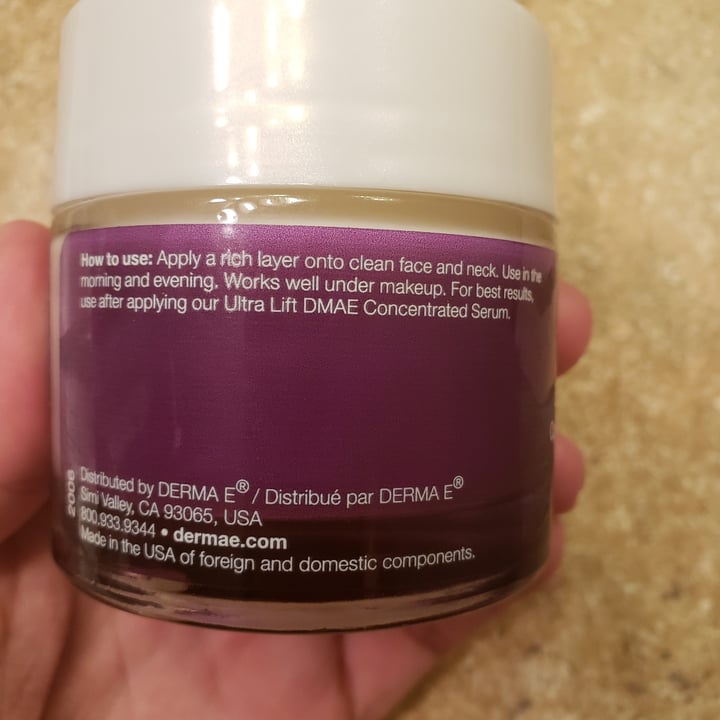 How to use: Apply a rich layer onto clean face and neck. Use in the
morning and evening. Works well under makeup. For best results,
use after applying our Ultra Lift DMAE Concentrated Serum.
Distributed by DERMA E® / Distribué par DERMA E®
Simi Valley, CA 93065, USA
800.933.9344 • dermae.com
Made in the USA of foreign and domestic components.